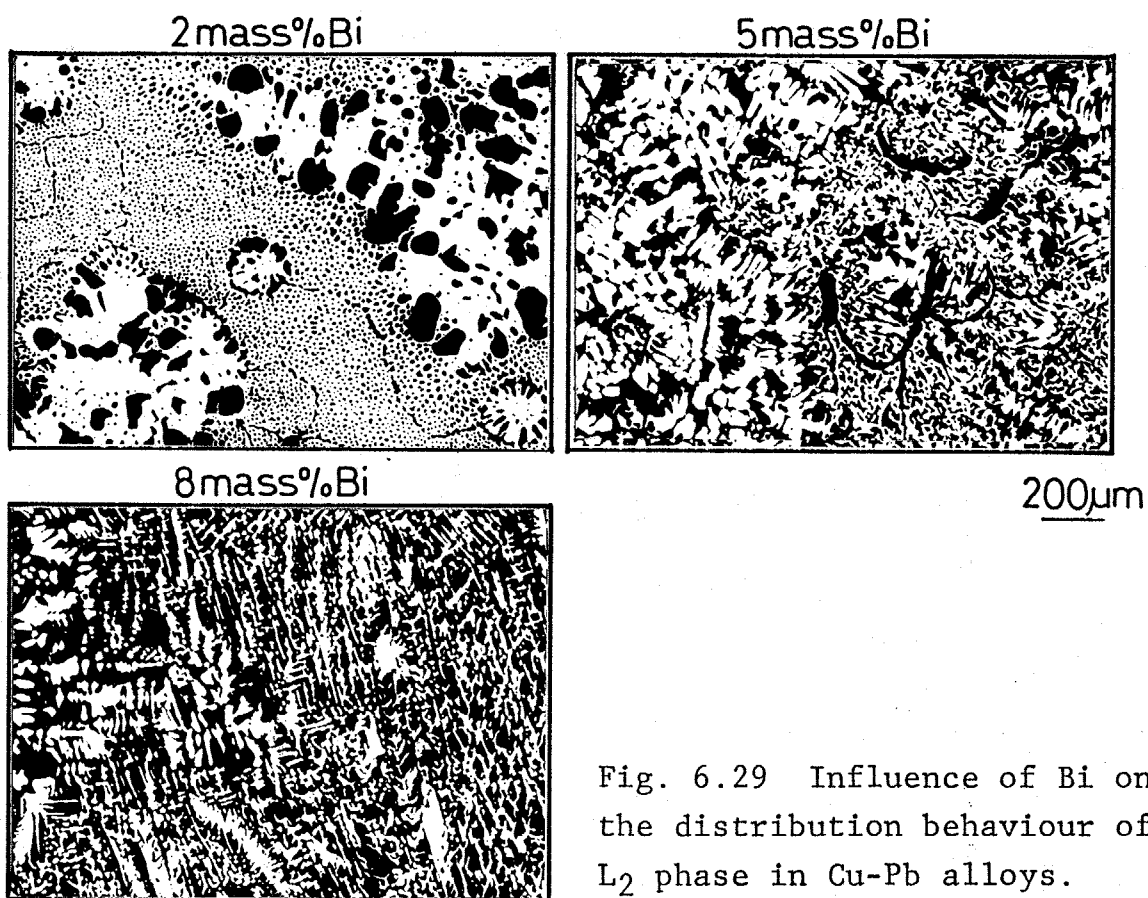 2mass%Bi
5mass%Bi
8mass%Bi
200μm
Fig. 6.29 Influence of Bi on
the distribution behaviour of
L₂ phase in Cu-Pb alloys.